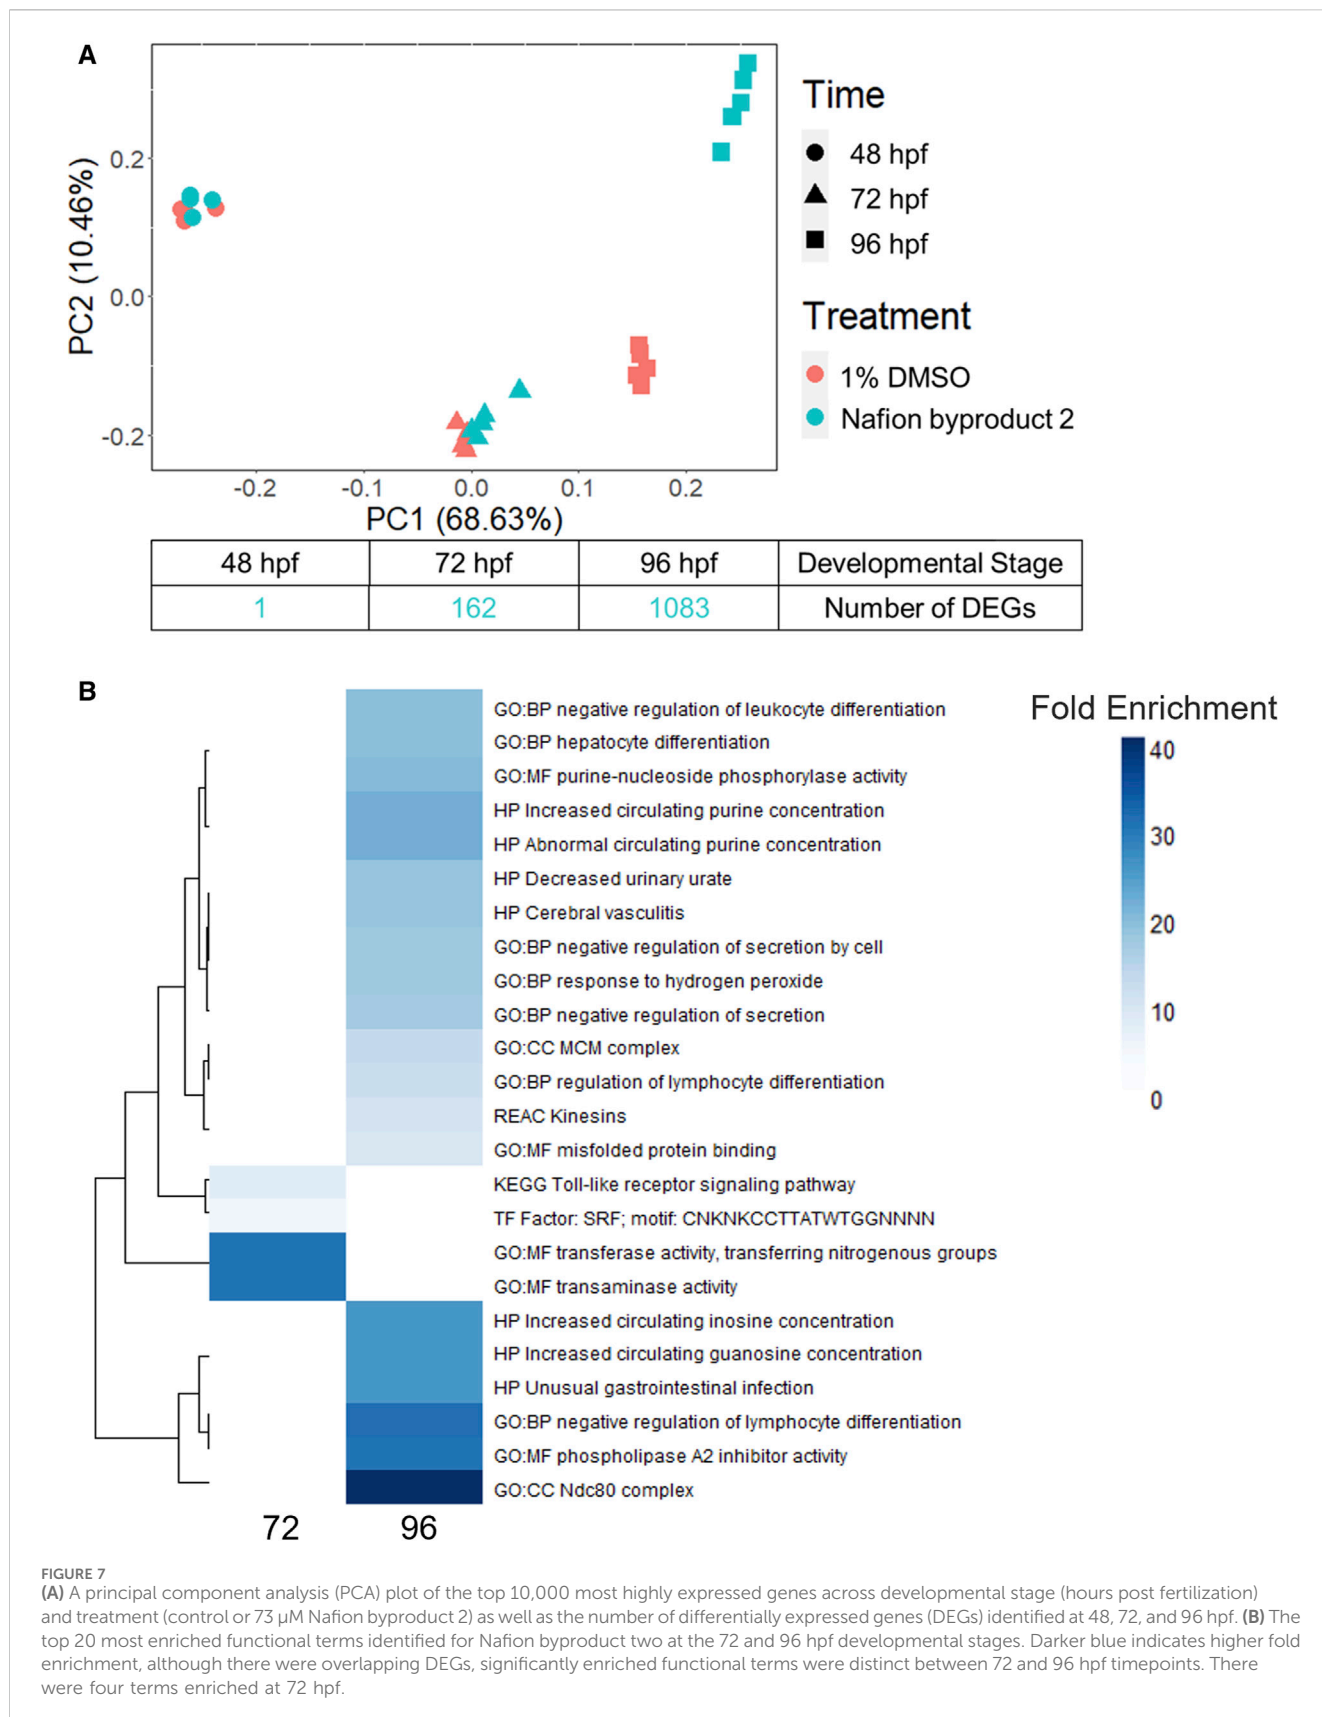 A
PC2 (10.46%)
0.2
0.0
-0.2
-0.2 -0.1 0.0 0.1 0.2
PC1 (68.63%)
Time
48 hpf
72 hpf
96 hpf
Treatment
1% DMSO
Nafion byproduct 2
48 hpf 72 hpf 96 hpf Developmental Stage
1 162 1083 Number of DEGs
B
GO:BP negative regulation of leukocyte differentiation
GO:BP hepatocyte differentiation
GO:MF purine-nucleoside phosphorylase activity
HP Increased circulating purine concentration
HP Abnormal circulating purine concentration
HP Decreased urinary urate
HP Cerebral vasculitis
GO:BP negative regulation of secretion by cell
GO:BP response to hydrogen peroxide
GO:BP negative regulation of secretion
GO:CC MCM complex
GO:BP regulation of lymphocyte differentiation
REAC Kinesins
GO:MF misfolded protein binding
KEGG Toll-like receptor signaling pathway
TF Factor: SRF; motif: CNKNKCCTTATWTGGNNNN
GO:MF transferase activity, transferring nitrogenous groups
GO:MF transaminase activity
HP Increased circulating inosine concentration
HP Increased circulating guanosine concentration
HP Unusual gastrointestinal infection
GO:BP negative regulation of lymphocyte differentiation
GO:MF phospholipase A2 inhibitor activity
GO:CC Ndc80 complex
72 96
Fold Enrichment
40
30
20
10
0
FIGURE 7
(A) A principal component analysis (PCA) plot of the top 10,000 most highly expressed genes across developmental stage (hours post fertilization)
and treatment (control or 73 µM Nafion byproduct 2) as well as the number of differentially expressed genes (DEGs) identified at 48, 72, and 96 hpf. (B) The
top 20 most enriched functional terms identified for Nafion byproduct two at the 72 and 96 hpf developmental stages. Darker blue indicates higher fold
enrichment, although there were overlapping DEGs, significantly enriched functional terms were distinct between 72 and 96 hpf timepoints. There
were four terms enriched at 72 hpf.